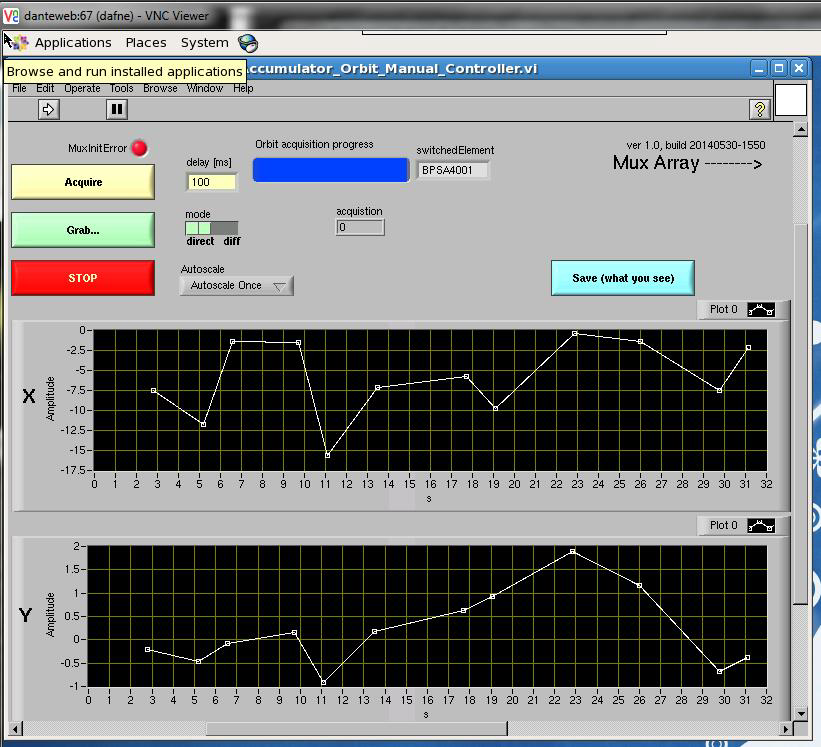 danteweb:67 (dafne) - VNC Viewer
Applications Places System
Browse and run installed applications
ccumulator_Orbit_Manual_Controller.vi
File Edit Operate Tools Browse Window Help
?
MuxInitError
Orbit acquisition progress
switchedElement
ver 1.0, build 20140530-1550
Mux Array -------->
delay [ms]
100
BPSA4001
Acquire
mode
acquistion
0
Grab...
direct diff
STOP
Autoscale
Autoscale Once
Save (what you see)
Plot 0
X
Amplitude
0
-2.5
-5
-7.5
-10
-12.5
-15
-17.5
0 1 2 3 4 5 6 7 8 9 10 11 12 13 14 15 16 17 18 19 20 21 22 23 24 25 26 27 28 29 30 31 32
s
Plot 0
Y
Amplitude
2
1.5
1
0.5
0
-0.5
-1
0 1 2 3 4 5 6 7 8 9 10 11 12 13 14 15 16 17 18 19 20 21 22 23 24 25 26 27 28 29 30 31 32
s